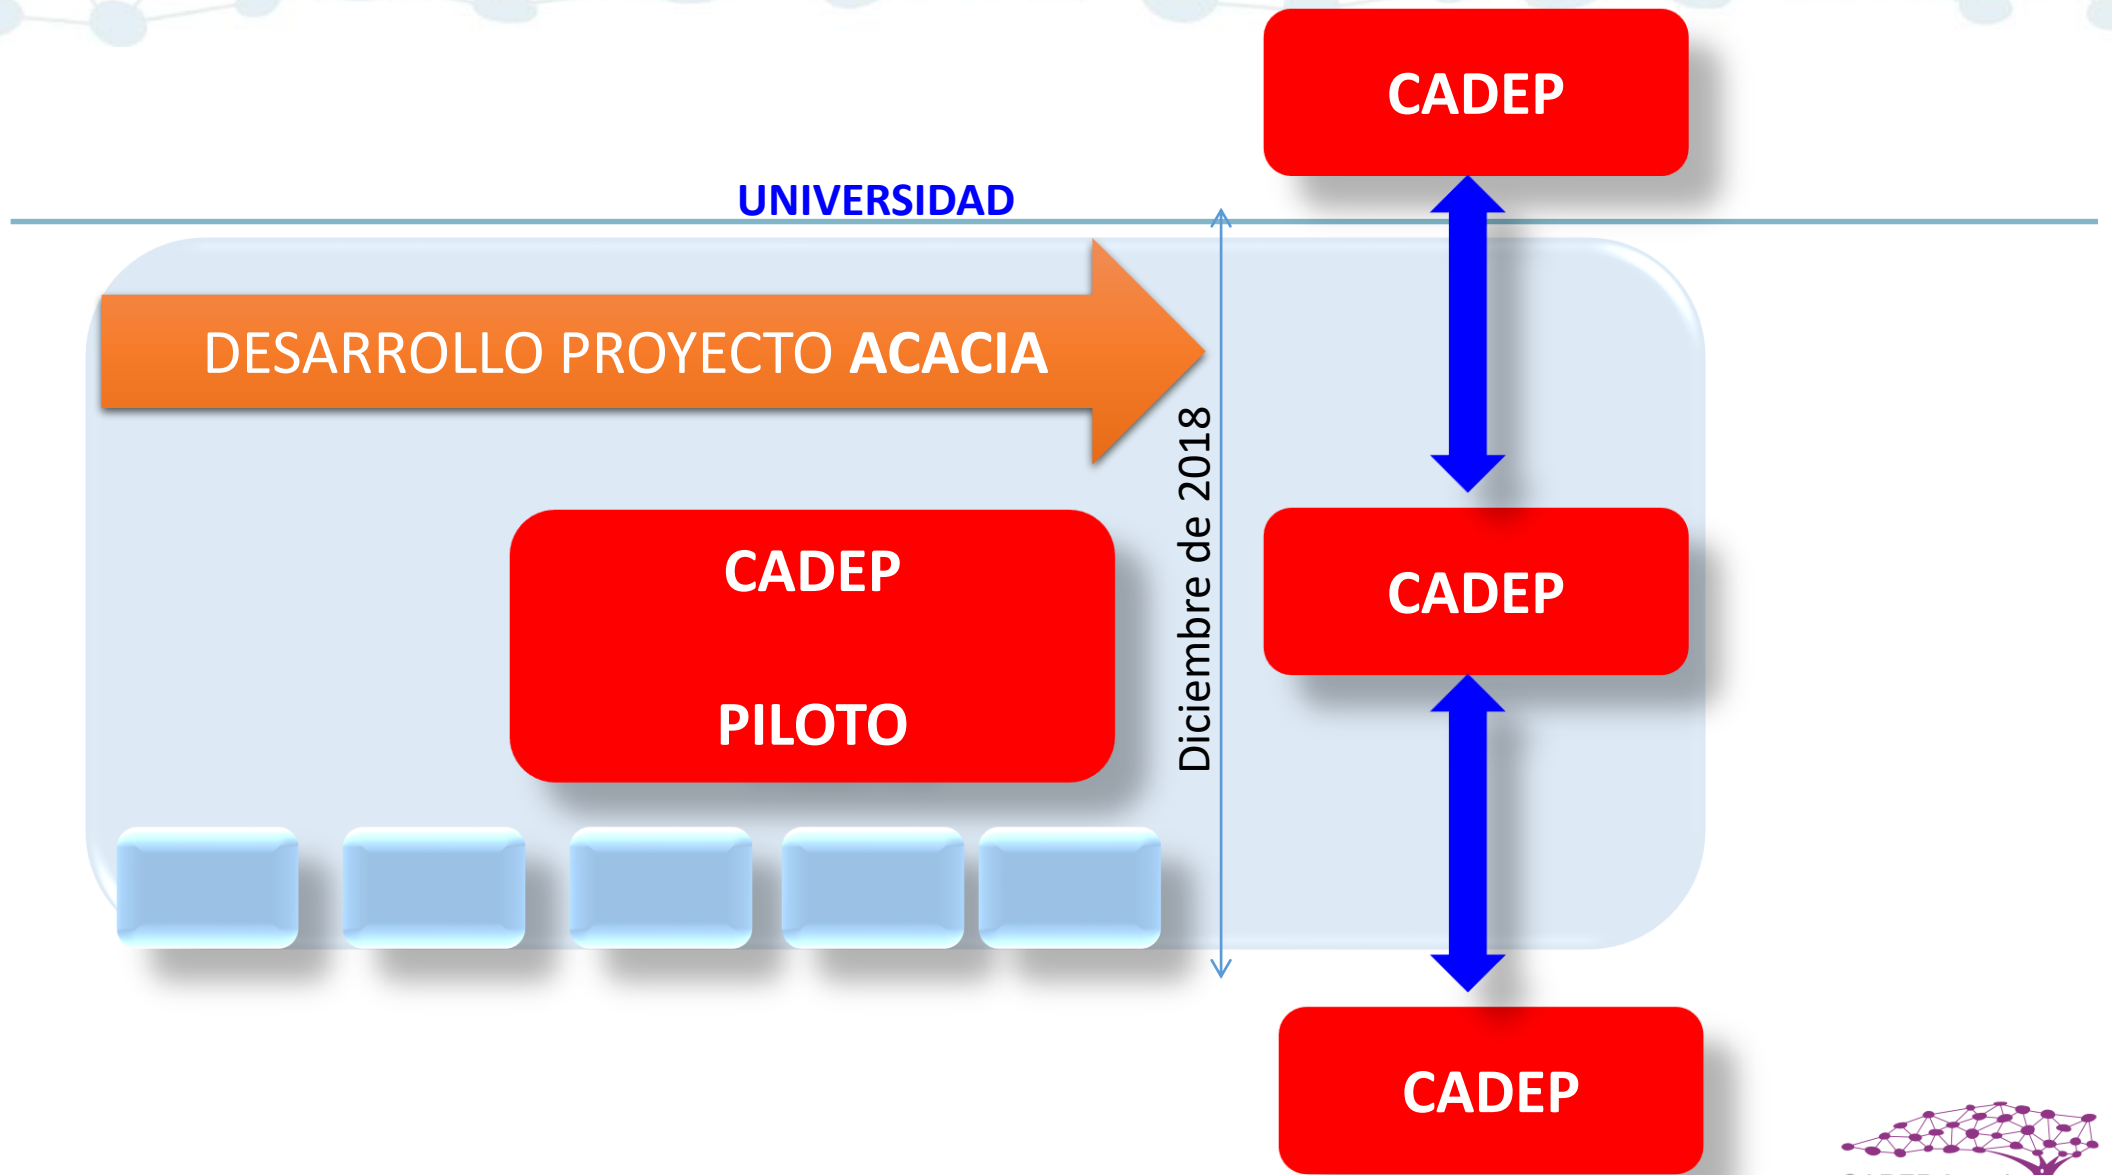 CADEP
UNIVERSIDAD
DESARROLLO PROYECTO ACACIA
Diciembre de 2018
CADEP
PILOTO
CADEP
CADEP